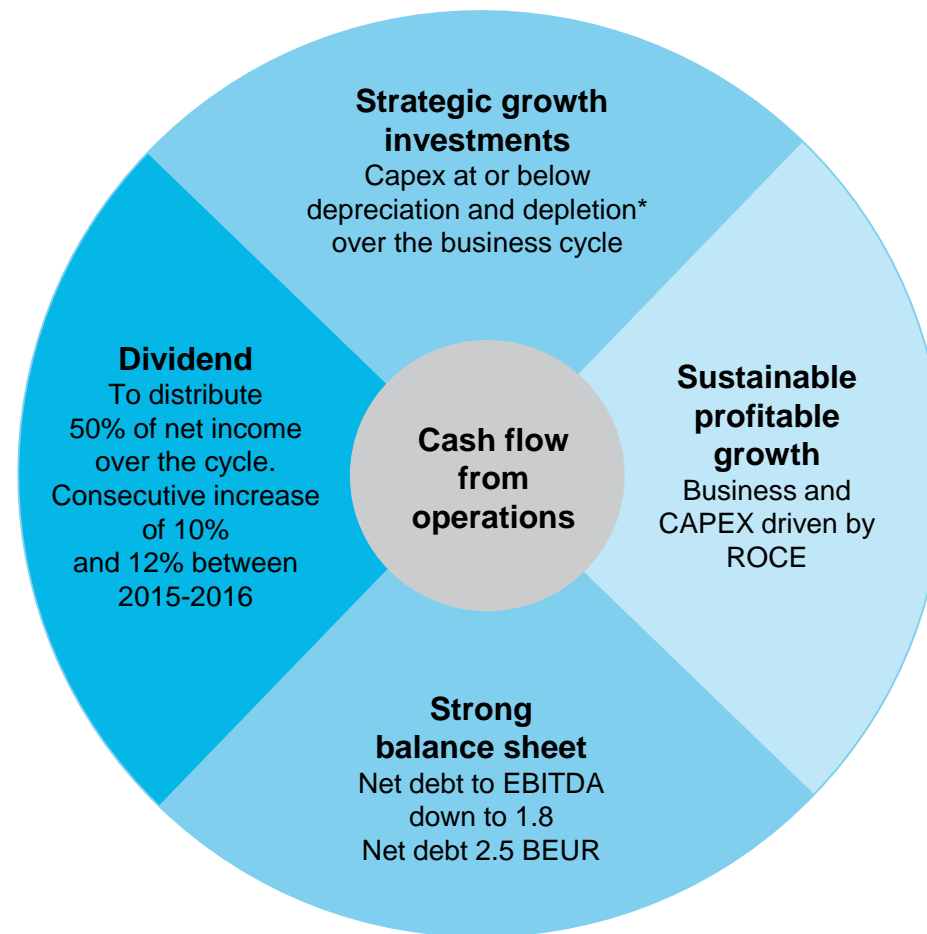 Strategic growth
investments
Capex at or below
depreciation and depletion*
over the business cycle
Dividend
To distribute
50% of net income
over the cycle.
Consecutive increase
of 10%
and 12% between
2015-2016
Cash flow
from
operations
Sustainable
profitable
growth
Business and
CAPEX driven by
ROCE
Strong
balance sheet
Net debt to EBITDA
down to 1.8
Net debt 2.5 BEUR